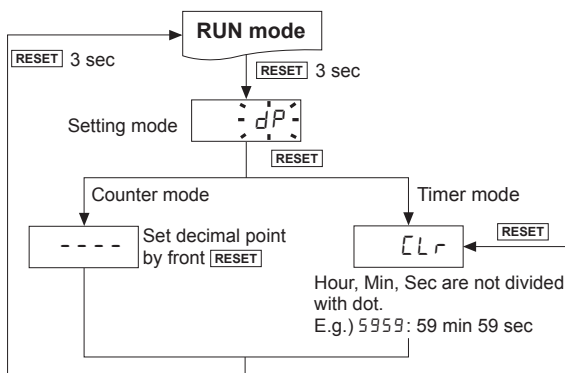 RUN mode
RESET 3 sec
RESET 3 sec
Setting mode
dP
RESET
Counter mode
Timer mode
- - - -
Set decimal point
by front RESET
CLr
RESET
Hour, Min, Sec are not divided
with dot.
E.g.) 5959: 59 min 59 sec